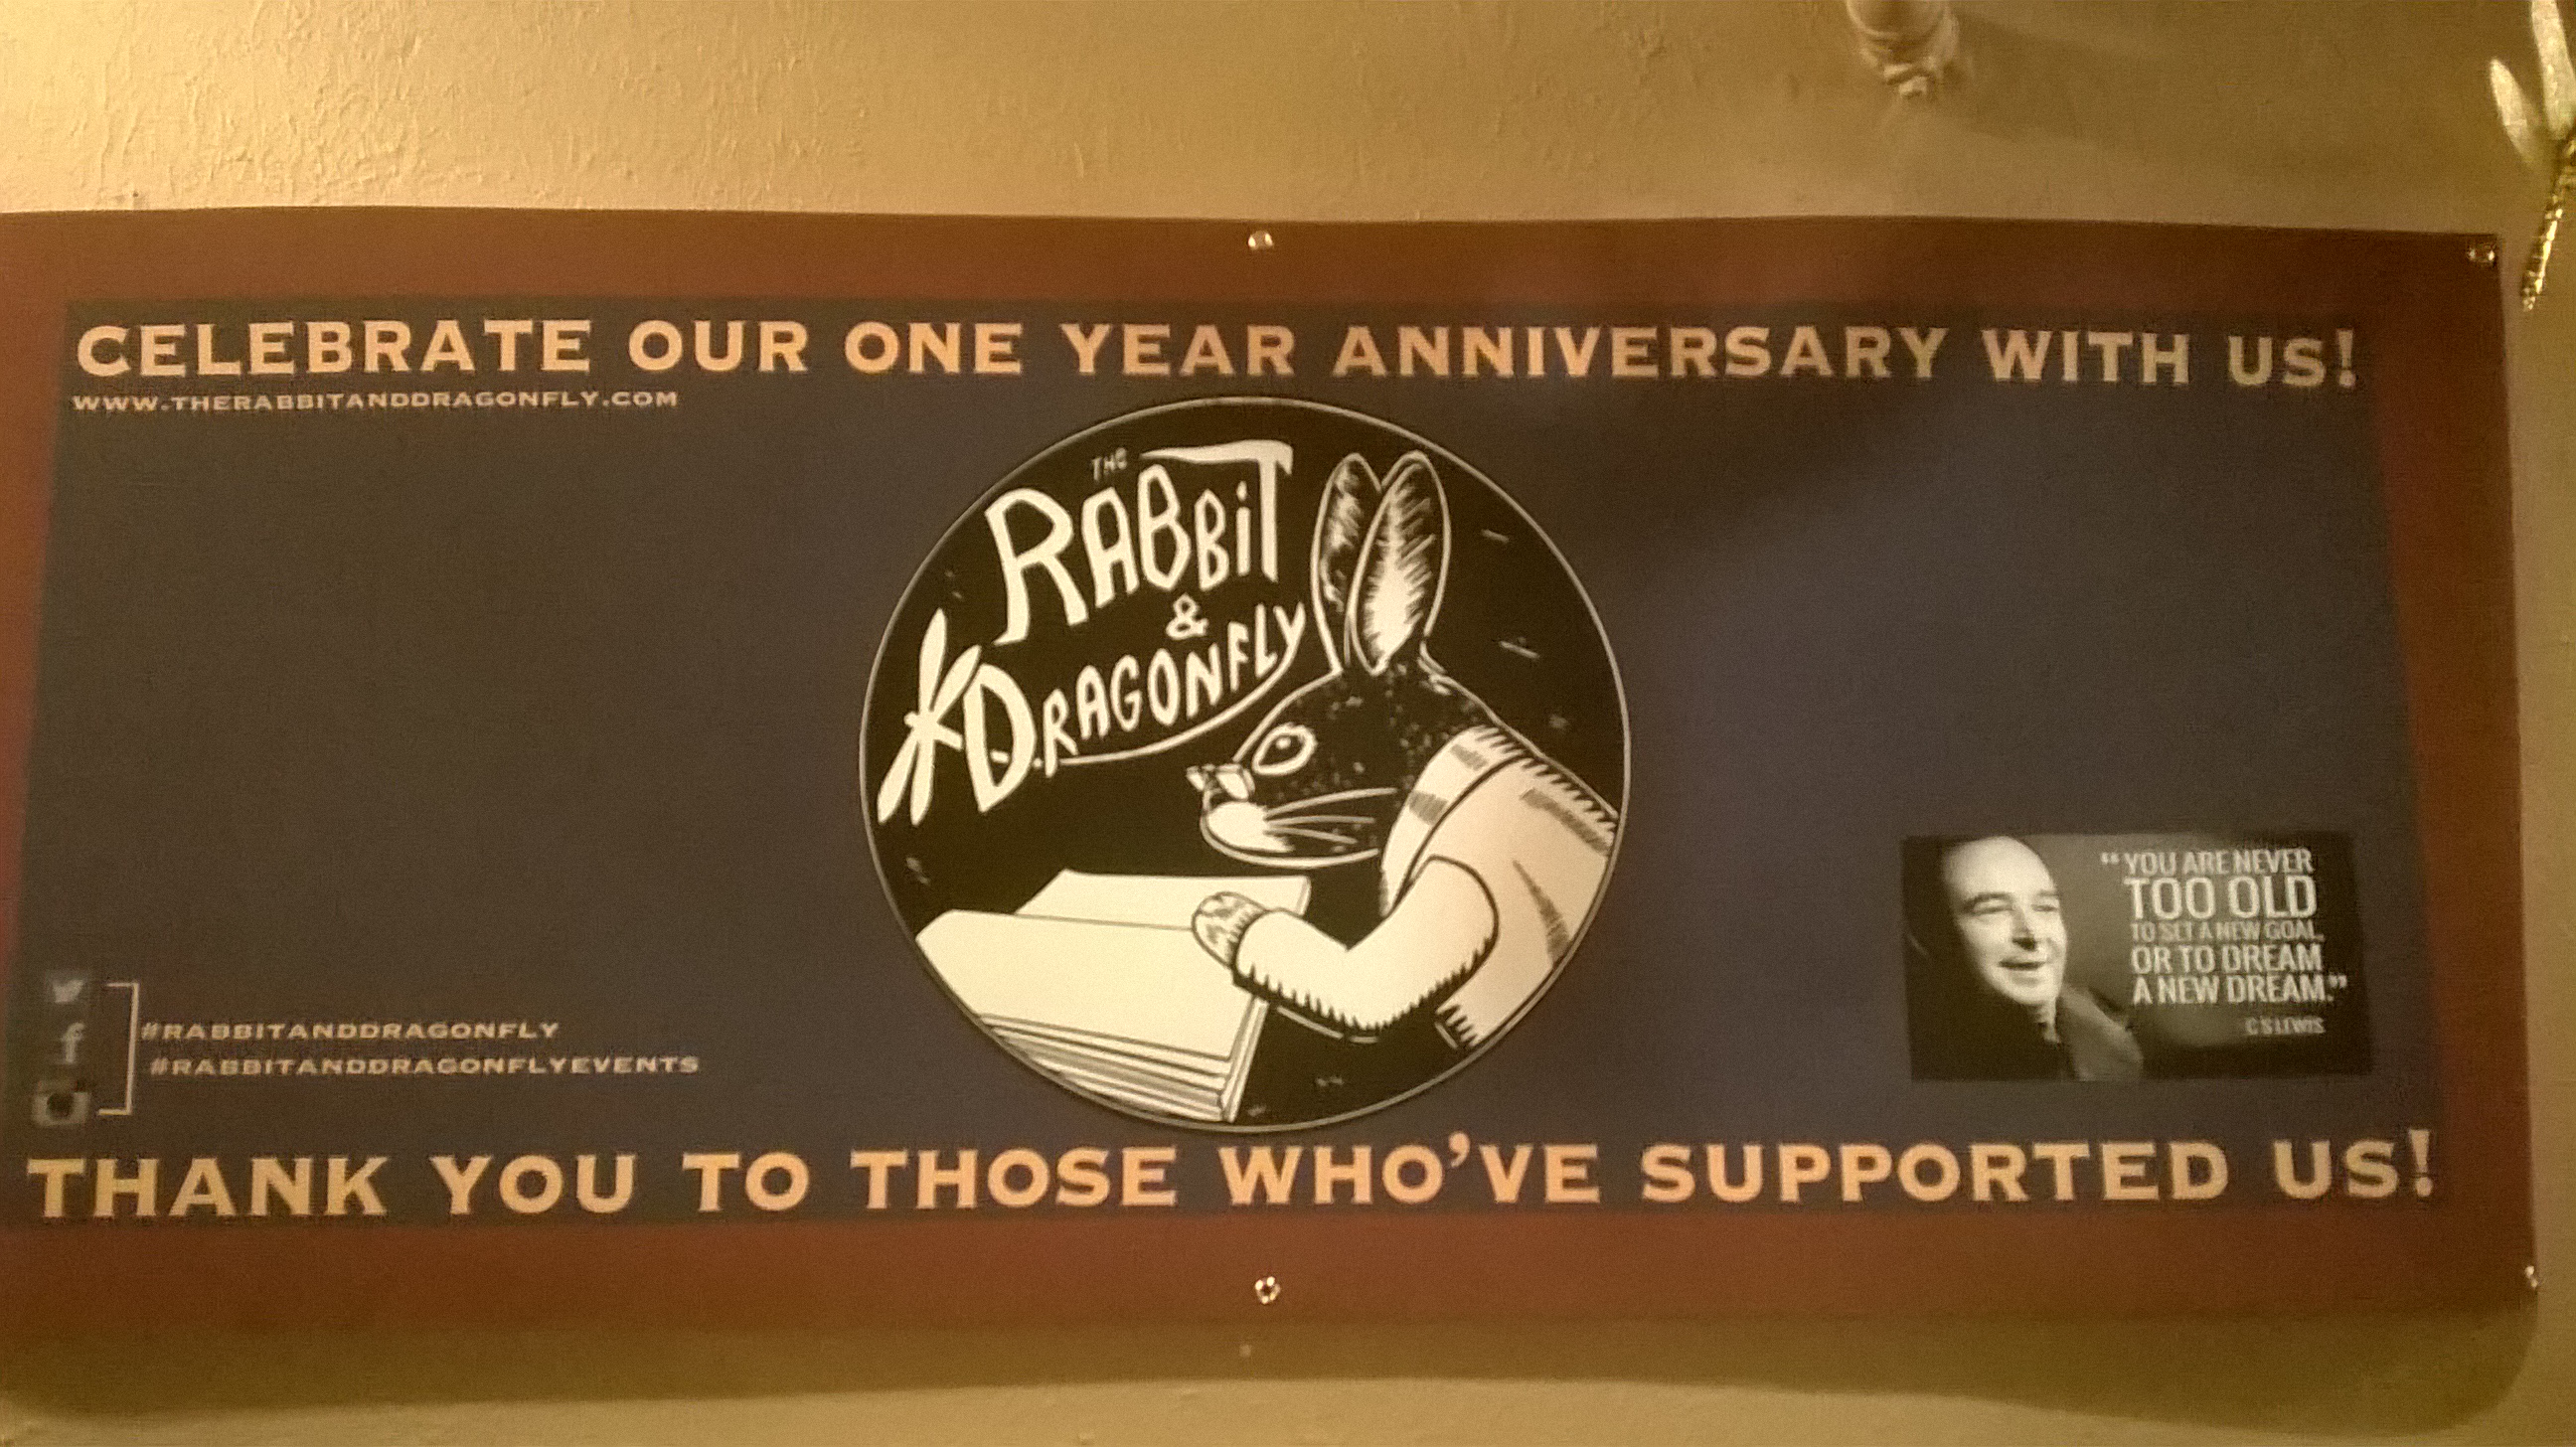 CELEBRATE OUR ONE YEAR ANNIVERSARY WITH US!
WWW.THERABBITANDDRAGONFLY.COM
THE
RABBIT
&
DRAGONFLY
"YOU ARE NEVER
TOO OLD
TO SET A NEW GOAL,
OR TO DREAM
A NEW DREAM."
C S LEWIS
#RABBITANDDRAGONFLY
#RABBITANDDRAGONFLYEVENTS
THANK YOU TO THOSE WHO'VE SUPPORTED US!